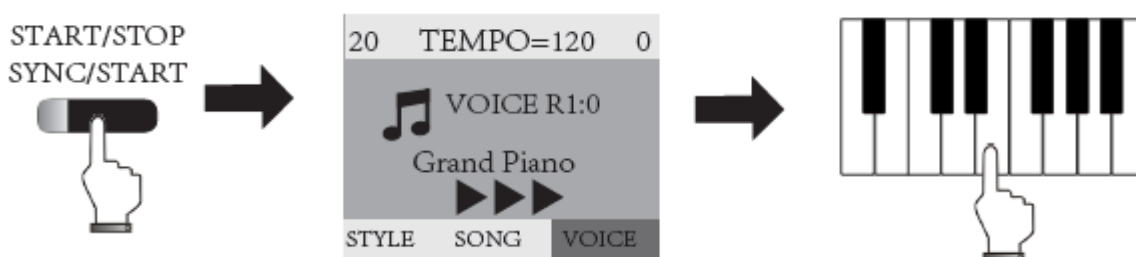 START/STOP
SYNC/START
20 TEMPO=120 0
VOICE R1:0
Grand Piano
STYLE SONG VOICE